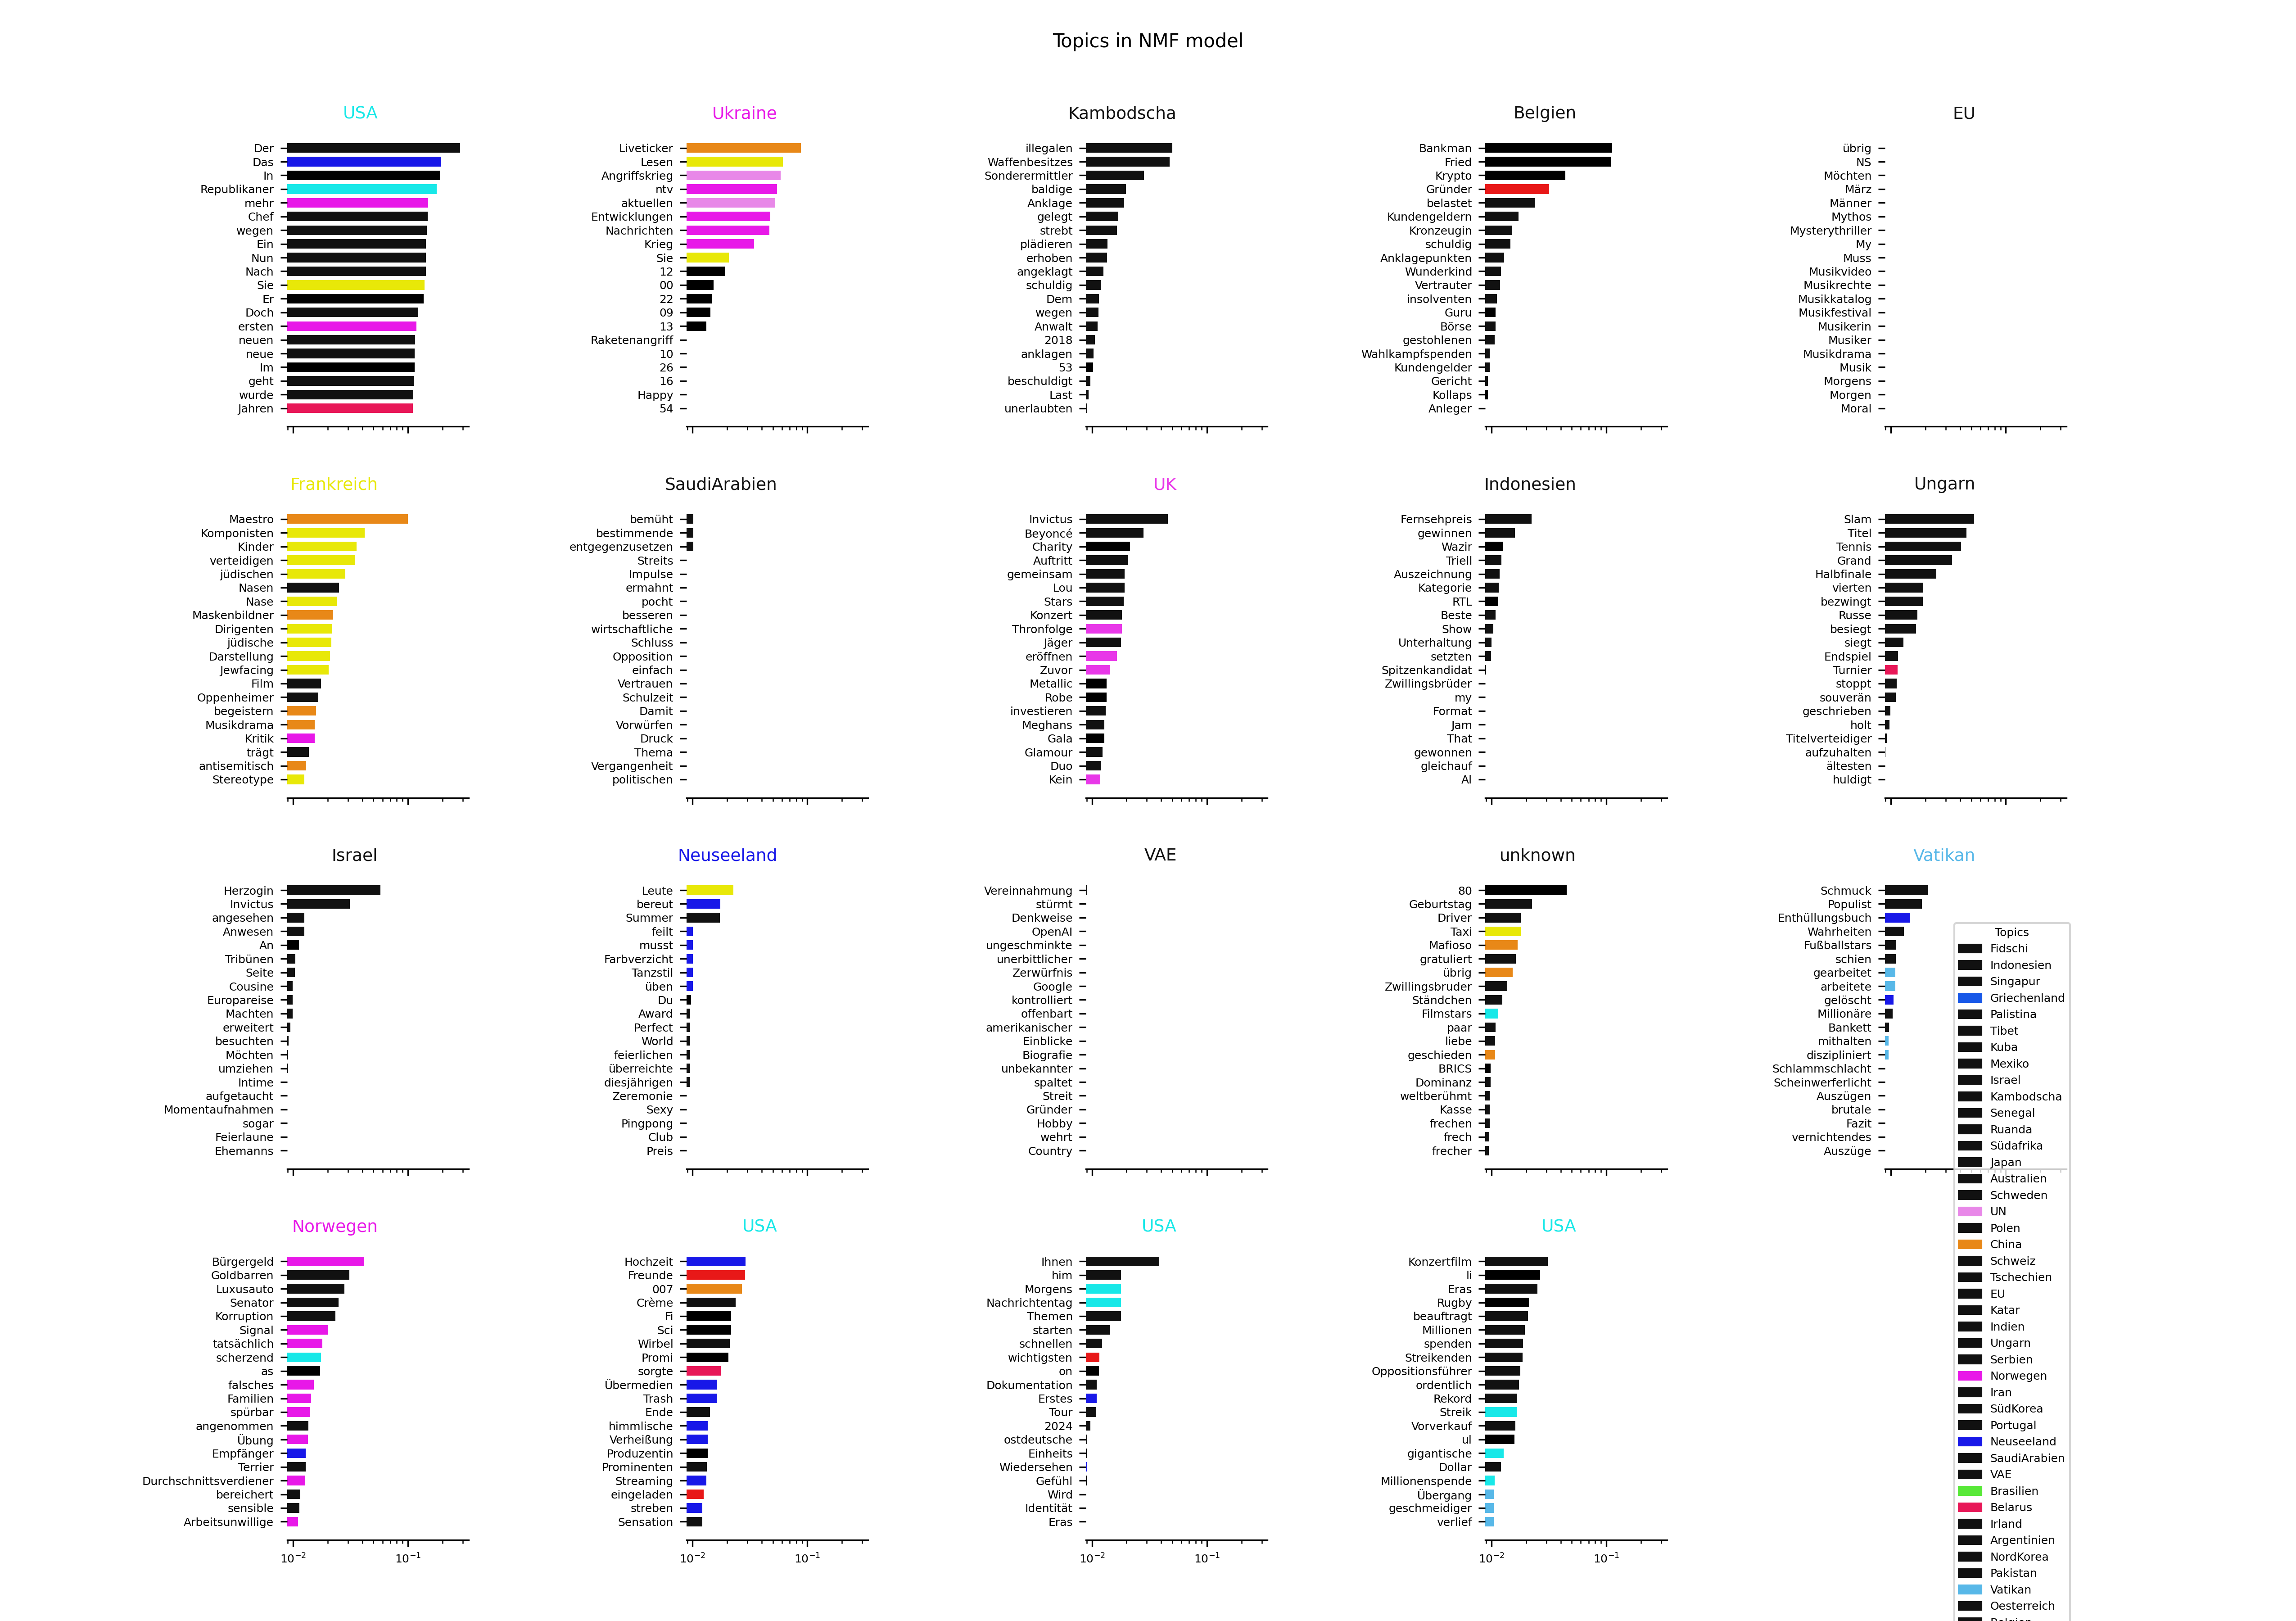 Topics in NMF model
USA
Der
Das
In
Republikaner
mehr
Chef
wegen
Ein
Nun
Nach
Sie
Er
Doch
ersten
neuen
neue
Im
geht
wurde
Jahren
Ukraine
Liveticker
Lesen
Angriffskrieg
ntv
aktuellen
Entwicklungen
Nachrichten
Krieg
Sie
12
00
22
09
13
Raketenangriff
10
26
16
Happy
54
Kambodscha
illegalen
Waffenbesitzes
Sonderermittler
baldige
Anklage
gelegt
strebt
plädieren
erhoben
angeklagt
schuldig
Dem
wegen
Anwalt
2018
anklagen
53
beschuldigt
Last
unerlaubten
Belgien
Bankman
Fried
Krypto
Gründer
belastet
Kundengeldern
Kronzeugin
schuldig
Anklagepunkten
Wunderkind
Vertrauter
insolventen
Guru
Börse
gestohlenen
Wahlkampfspenden
Kundengelder
Gericht
Kollaps
Anleger
EU
übrig
NS
Möchten
März
Männer
Mythos
Mysterythriller
My
Muss
Musikvideo
Musikrechte
Musikkatalog
Musikfestival
Musikerin
Musiker
Musikdrama
Musik
Morgens
Morgen
Moral
Frankreich
Maestro
Komponisten
Kinder
verteidigen
jüdischen
Nasen
Nase
Maskenbildner
Dirigenten
jüdische
Darstellung
Jewfacing
Film
Oppenheimer
begeistern
Musikdrama
Kritik
trägt
antisemitisch
Stereotype
SaudiArabien
bemüht
bestimmende
entgegenzusetzen
Streits
Impulse
ermahnt
pocht
besseren
wirtschaftliche
Schluss
Opposition
einfach
Vertrauen
Schulzeit
Damit
Vorwürfen
Druck
Thema
Vergangenheit
politischen
UK
Invictus
Beyoncé
Charity
Auftritt
gemeinsam
Lou
Stars
Konzert
Thronfolge
Jäger
eröffnen
Zuvor
Metallic
Robe
investieren
Meghans
Gala
Glamour
Duo
Kein
Indonesien
Fernsehpreis
gewinnen
Wazir
Triell
Auszeichnung
Kategorie
RTL
Beste
Show
Unterhaltung
setzten
Spitzenkandidat
Zwillingsbrüder
my
Format
Jam
That
gewonnen
gleichauf
Al
Ungarn
Slam
Titel
Tennis
Grand
Halbfinale
vierten
bezwingt
Russe
besiegt
siegt
Endspiel
Turnier
stoppt
souverän
geschrieben
holt
Titelverteidiger
aufzuhalten
ältesten
huldigt
Israel
Herzogin
Invictus
angesehen
Anwesen
An
Tribünen
Seite
Cousine
Europareise
Machten
erweitert
besuchten
Möchten
umziehen
Intime
aufgetaucht
Momentaufnahmen
sogar
Feierlaune
Ehemanns
Neuseeland
Leute
bereut
Summer
feilt
musst
Farbverzicht
Tanzstil
üben
Du
Award
Perfect
World
feierlichen
überreichte
diesjährigen
Zeremonie
Sexy
Pingpong
Club
Preis
VAE
Vereinnahmung
stürmt
Denkweise
OpenAI
ungeschminkte
unerbittlicher
Zerwürfnis
Google
kontrolliert
offenbart
amerikanischer
Einblicke
Biografie
unbekannter
spaltet
Streit
Gründer
Hobby
wehrt
Country
unknown
80
Geburtstag
Driver
Taxi
Mafioso
gratuliert
übrig
Zwillingsbruder
Ständchen
Filmstars
paar
liebe
geschieden
BRICS
Dominanz
weltberühmt
Kasse
frechen
frech
frecher
Vatikan
Schmuck
Populist
Enthüllungsbuch
Wahrheiten
Fußballstars
schien
gearbeitet
arbeitete
gelöscht
Millionäre
Bankett
mithalten
diszipliniert
Schlammschlacht
Scheinwerferlicht
Auszügen
brutale
Fazit
vernichtendes
Auszüge
Norwegen
Bürgergeld
Goldbarren
Luxusauto
Senator
Korruption
Signal
tatsächlich
scherzend
as
falsches
Familien
spürbar
angenommen
Übung
Empfänger
Terrier
Durchschnittsverdiener
bereichert
sensible
Arbeitsunwillige
10⁻² 10⁻¹
USA
Hochzeit
Freunde
007
Crème
Fi
Sci
Wirbel
Promi
sorgte
Übermedien
Trash
Ende
himmlische
Verheißung
Produzentin
Prominenten
Streaming
eingeladen
streben
Sensation
10⁻² 10⁻¹
USA
Ihnen
him
Morgens
Nachrichtentag
Themen
starten
schnellen
wichtigsten
on
Dokumentation
Erstes
Tour
2024
ostdeutsche
Einheits
Wiedersehen
Gefühl
Wird
Identität
Eras
10⁻² 10⁻¹
USA
Konzertfilm
li
Eras
Rugby
beauftragt
Millionen
spenden
Streikenden
Oppositionsführer
ordentlich
Rekord
Streik
Vorverkauf
ul
gigantische
Dollar
Millionenspende
Übergang
geschmeidiger
verlief
10⁻² 10⁻¹
Topics
Fidschi
Indonesien
Singapur
Griechenland
Palistina
Tibet
Kuba
Mexiko
Israel
Kambodscha
Senegal
Ruanda
Südafrika
Japan
Australien
Schweden
UN
Polen
China
Schweiz
Tschechien
EU
Katar
Indien
Ungarn
Serbien
Norwegen
Iran
SüdKorea
Portugal
Neuseeland
SaudiArabien
VAE
Brasilien
Belarus
Irland
Argentinien
NordKorea
Pakistan
Vatikan
Oesterreich